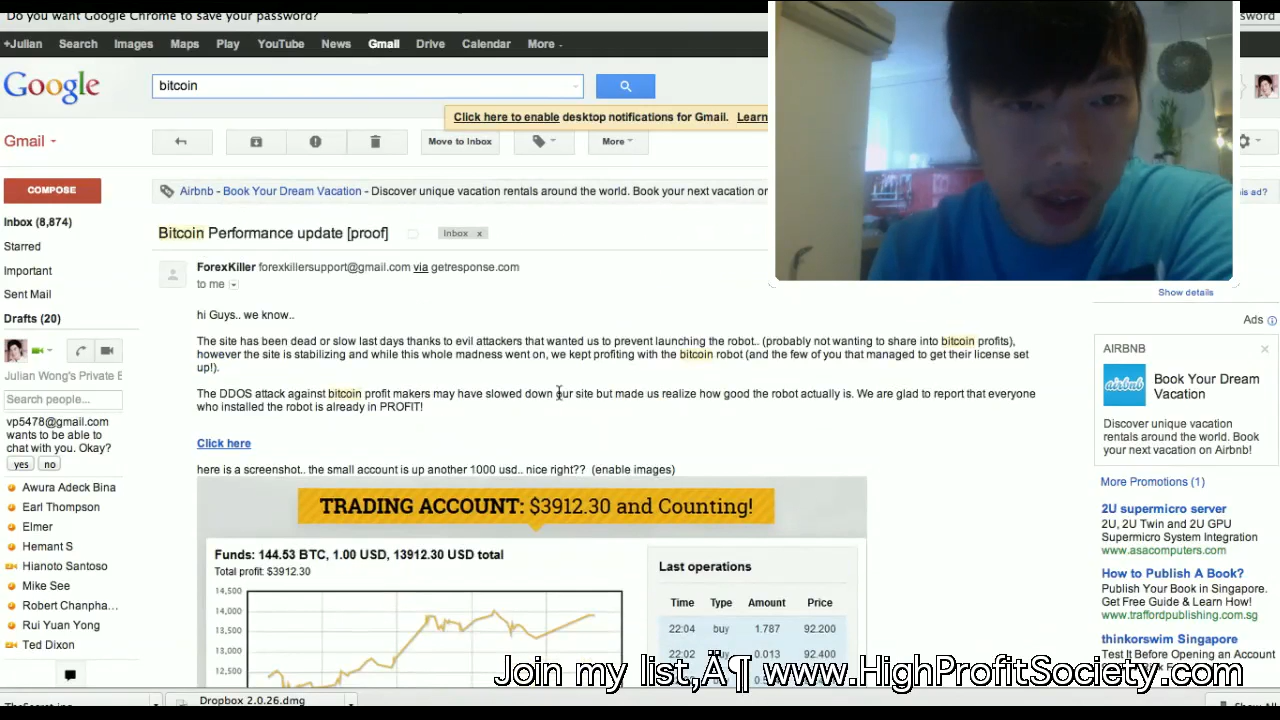 Do you want Google Chrome to save your password?
+Julian Search Images Maps Play YouTube News Gmail Drive Calendar More
Google
bitcoin
Click here to enable desktop notifications for Gmail. Learn
Gmail
Move to Inbox
More
COMPOSE
Airbnb - Book Your Dream Vacation - Discover unique vacation rentals around the world. Book your next vacation on
his ad?
Inbox (8,874)
Starred
Important
Sent Mail
Drafts (20)
Julian Wong's Private
Search people...
vp5478@gmail.com
wants to be able to
chat with you. Okay?
yes no
Awura Adeck Bina
Earl Thompson
Elmer
Hemant S
Hianoto Santoso
Mike See
Robert Chanpha...
Rui Yuan Yong
Ted Dixon
Bitcoin Performance update [proof]
Inbox x
ForexKiller forexkillersupport@gmail.com via getresponse.com
to me
hi Guys.. we know..
The site has been dead or slow last days thanks to evil attackers that wanted us to prevent launching the robot.. (probably not wanting to share into bitcoin profits),
however the site is stabilizing and while this whole madness went on, we kept profiting with the bitcoin robot (and the few of you that managed to get their license set
up!).
The DDOS attack against bitcoin profit makers may have slowed down our site but made us realize how good the robot actually is. We are glad to report that everyone
who installed the robot is already in PROFIT!
Click here
here is a screenshot.. the small account is up another 1000 usd.. nice right?? (enable images)
TRADING ACCOUNT: $3912.30 and Counting!
Funds: 144.53 BTC, 1.00 USD, 13912.30 USD total
Total profit: $3912.30
14,500
14,000
13,500
13,000
12,500
Last operations
Time Type Amount Price
22:04 buy 1.787 92.200
22:02 buy 0.013 92.400
Show details
Ads
AIRBNB
Book Your Dream
Vacation
Discover unique vacation
rentals around the world. Book
your next vacation on Airbnb!
More Promotions (1)
2U supermicro server
2U, 2U Twin and 2U GPU
Supermicro System Integration
www.asacomputers.com
How to Publish A Book?
Publish Your Book in Singapore.
Get Free Guide & Learn How!
www.traffordpublishing.com.sg
thinkorswim Singapore
Test It Before Opening an Account
Join my list‚Äì¶ www.HighProfitSociety.com
Dropbox 2.0.26.dmg